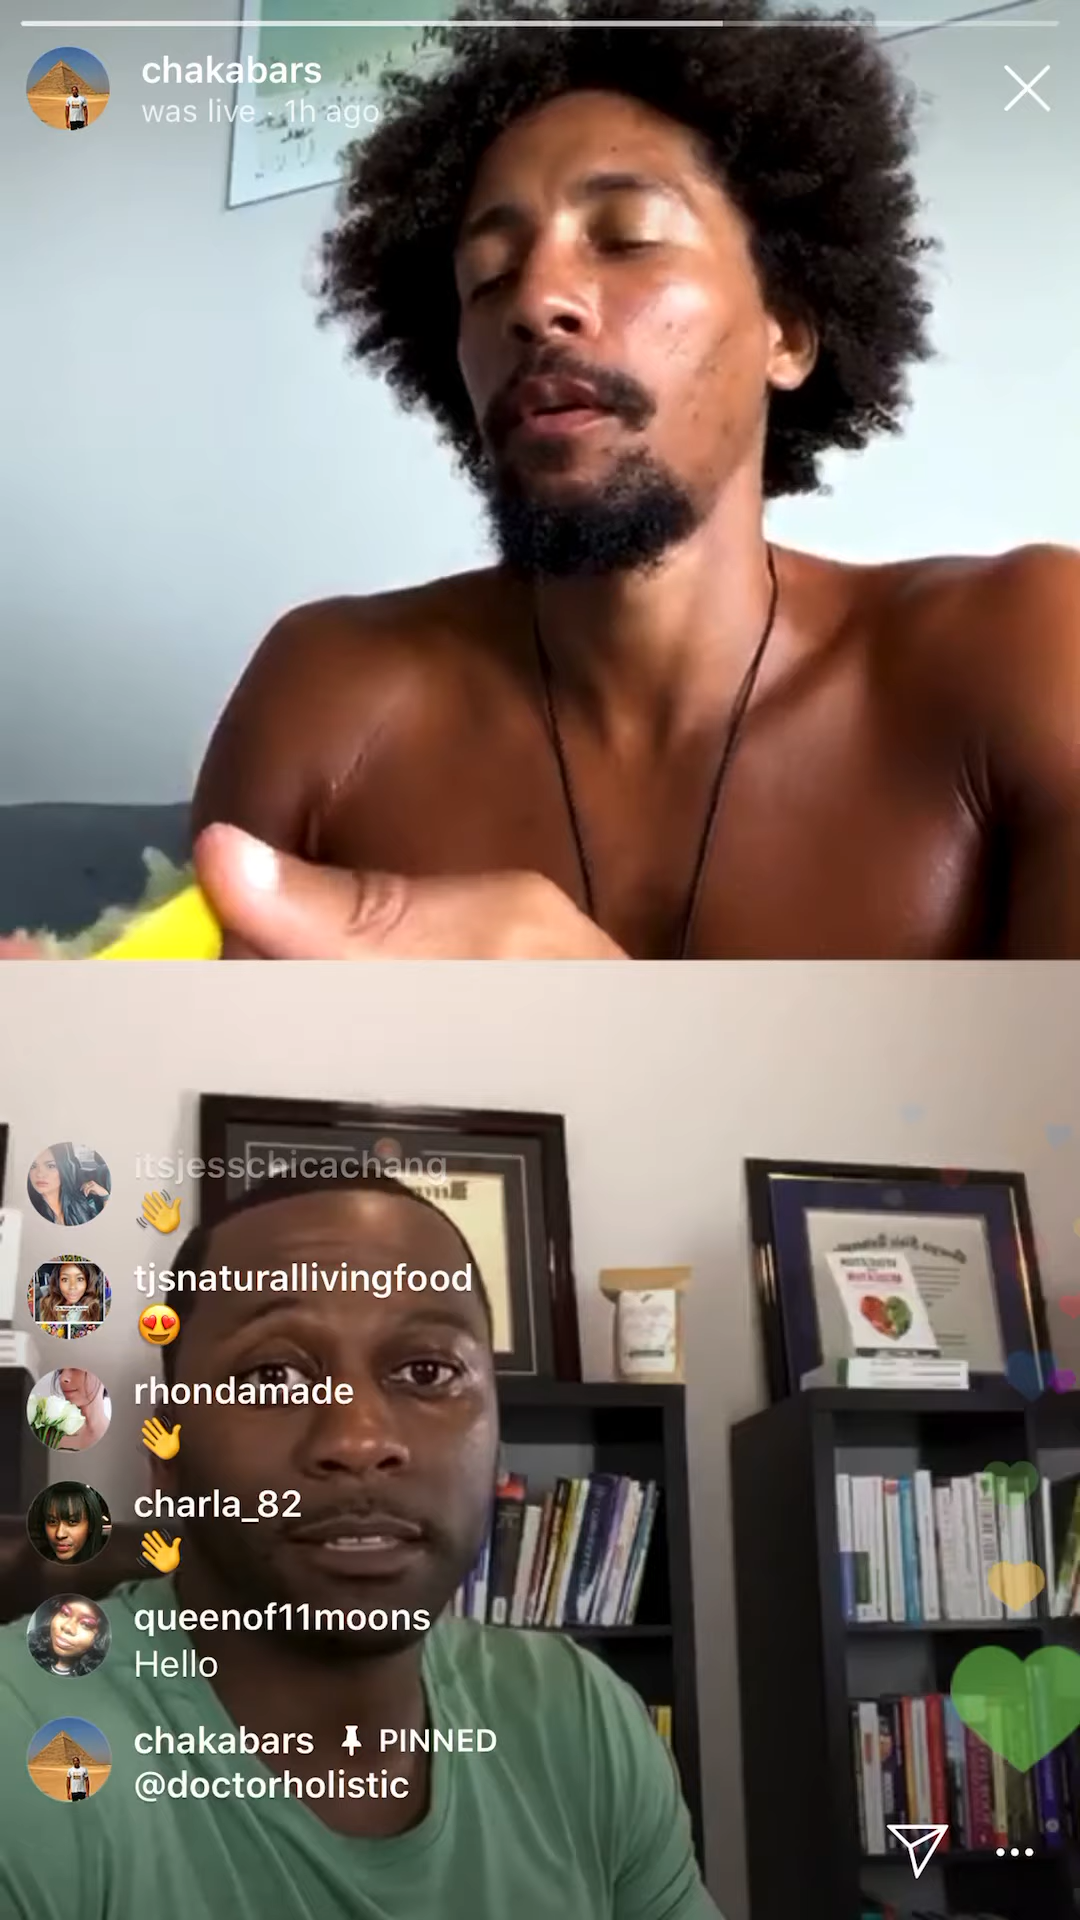 chakabars
was live · 1h ago
itsjesschicachang
👋
tjsnaturallivingfood
😍
rhondamade
👋
charla_82
👋
queenof11moons
Hello
chakabars PINNED
@doctorholistic